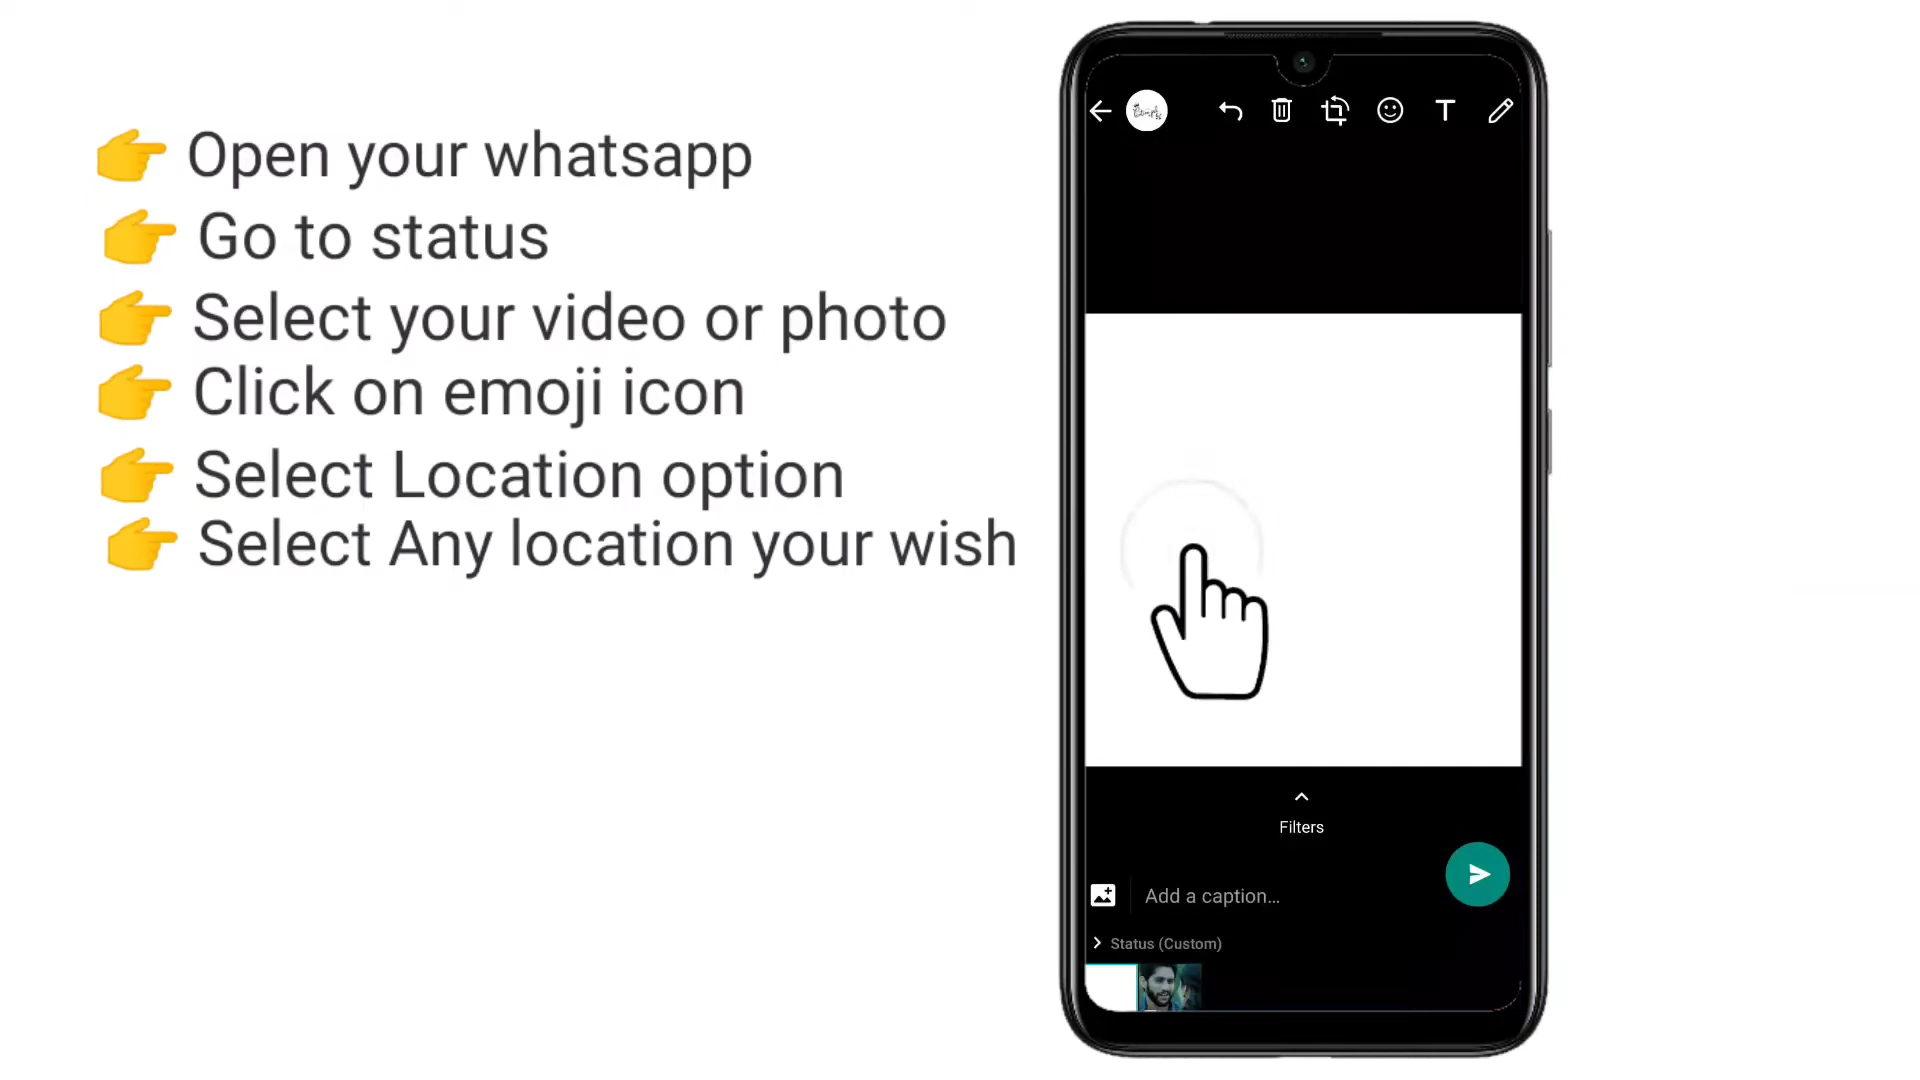 👉 Open your whatsapp
👉 Go to status
👉 Select your video or photo
👉 Click on emoji icon
👉 Select Location option
👉 Select Any location your wish
T
Filters
Add a caption...
Status (Custom)